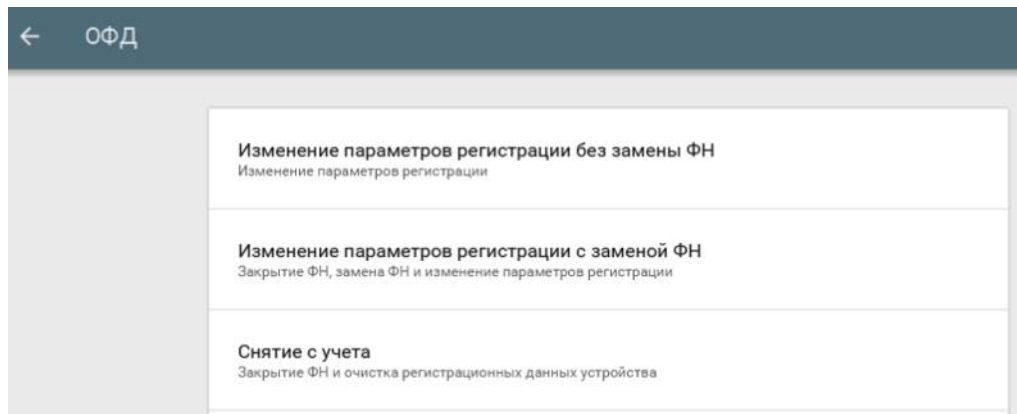 ОФД
Изменение параметров регистрации без замены ФН
Изменение параметров регистрации
Изменение параметров регистрации с заменой ФН
Закрытие ФН, замена ФН и изменение параметров регистрации
Снятие с учета
Закрытие ФН и очистка регистрационных данных устройства